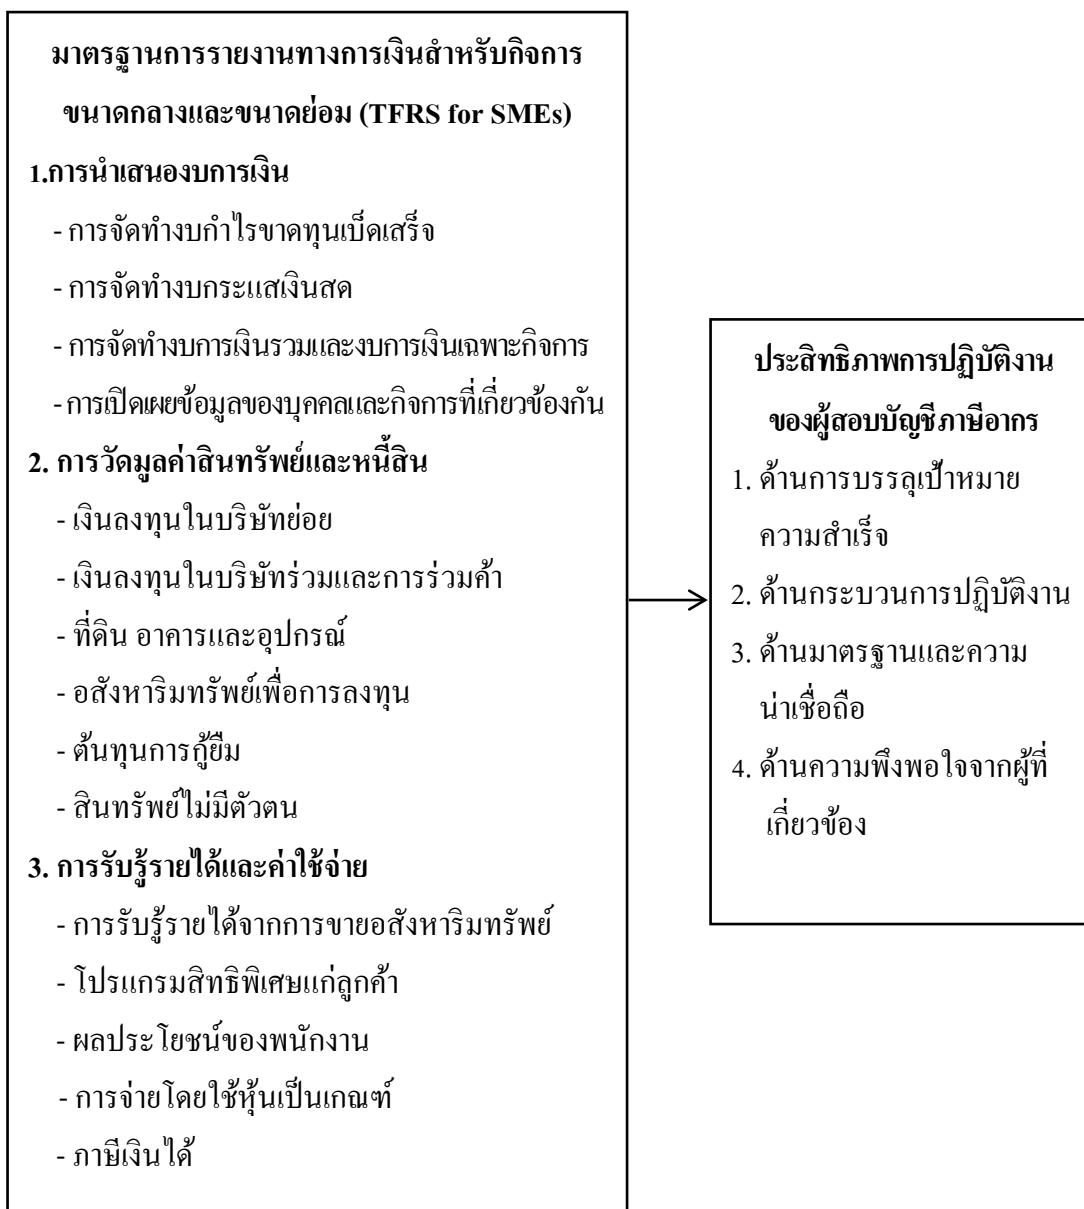 มาตรฐานการรายงานทางการเงินสำหรับกิจการ
ขนาดกลางและขนาดย่อม (TFRS for SMEs)
1.การนำเสนองบการเงิน
- การจัดทำงบกำไรขาดทุนเบ็ดเสร็จ
- การจัดทำงบกระแสเงินสด
- การจัดทำงบการเงินรวมและงบการเงินเฉพาะกิจการ
- การเปิดเผยข้อมูลของบุคคลและกิจการที่เกี่ยวข้องกัน
2. การวัดมูลค่าสินทรัพย์และหนี้สิน
- เงินลงทุนในบริษัทย่อย
- เงินลงทุนในบริษัทร่วมและการร่วมค้า
- ที่ดิน อาคารและอุปกรณ์
- อสังหาริมทรัพย์เพื่อการลงทุน
- ต้นทุนการกู้ยืม
- สินทรัพย์ไม่มีตัวตน
3. การรับรู้รายได้และค่าใช้จ่าย
- การรับรู้รายได้จากการขายอสังหาริมทรัพย์
- โปรแกรมสิทธิพิเศษแก่ลูกค้า
- ผลประโยชน์ของพนักงาน
- การจ่ายโดยใช้หุ้นเป็นเกณฑ์
- ภาษีเงินได้
ประสิทธิภาพการปฏิบัติงาน
ของผู้สอบบัญชีภาษีอากร
1. ด้านการบรรลุเป้าหมาย
ความสำเร็จ
2. ด้านกระบวนการปฏิบัติงาน
3. ด้านมาตรฐานและความ
น่าเชื่อถือ
4. ด้านความพึงพอใจจากผู้ที่
เกี่ยวข้อง